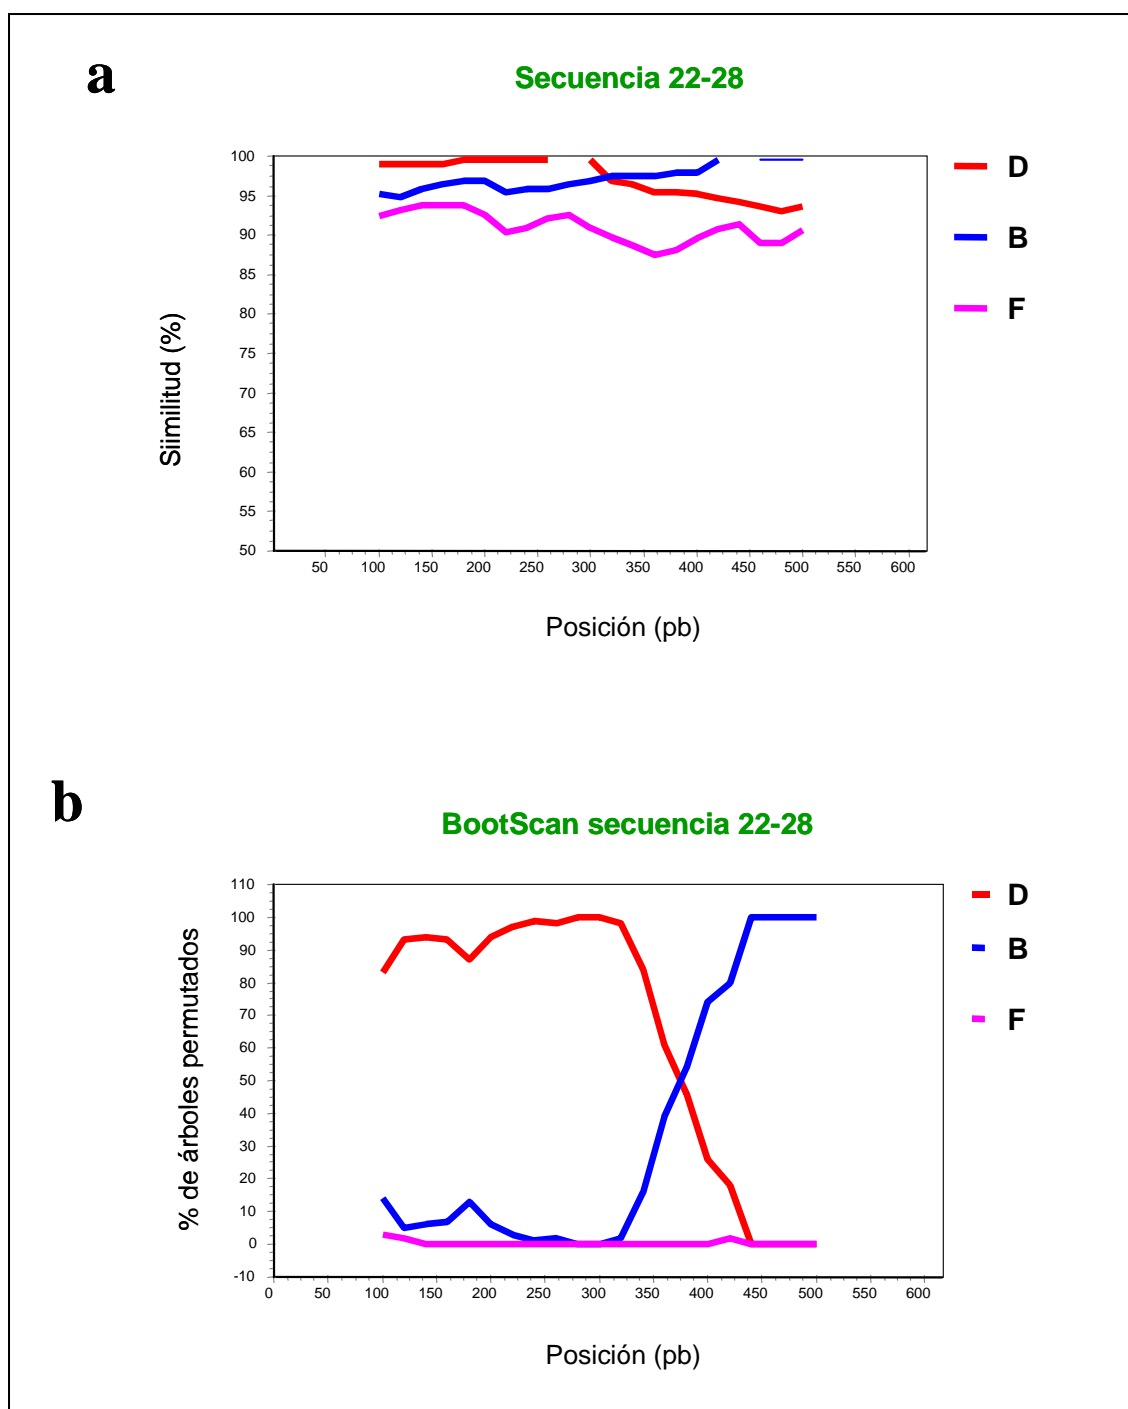 a
Secuencia 22-28
100
95
90
85
80
75
70
65
60
55
50
Siimilitud (%)
50 100 150 200 250 300 350 400 450 500 550 600
Posición (pb)
D
B
F
b
BootScan secuencia 22-28
110
100
90
80
70
60
50
40
30
20
10
0
-10
% de árboles permutados
0 50 100 150 200 250 300 350 400 450 500 550 600
Posición (pb)
D
B
F